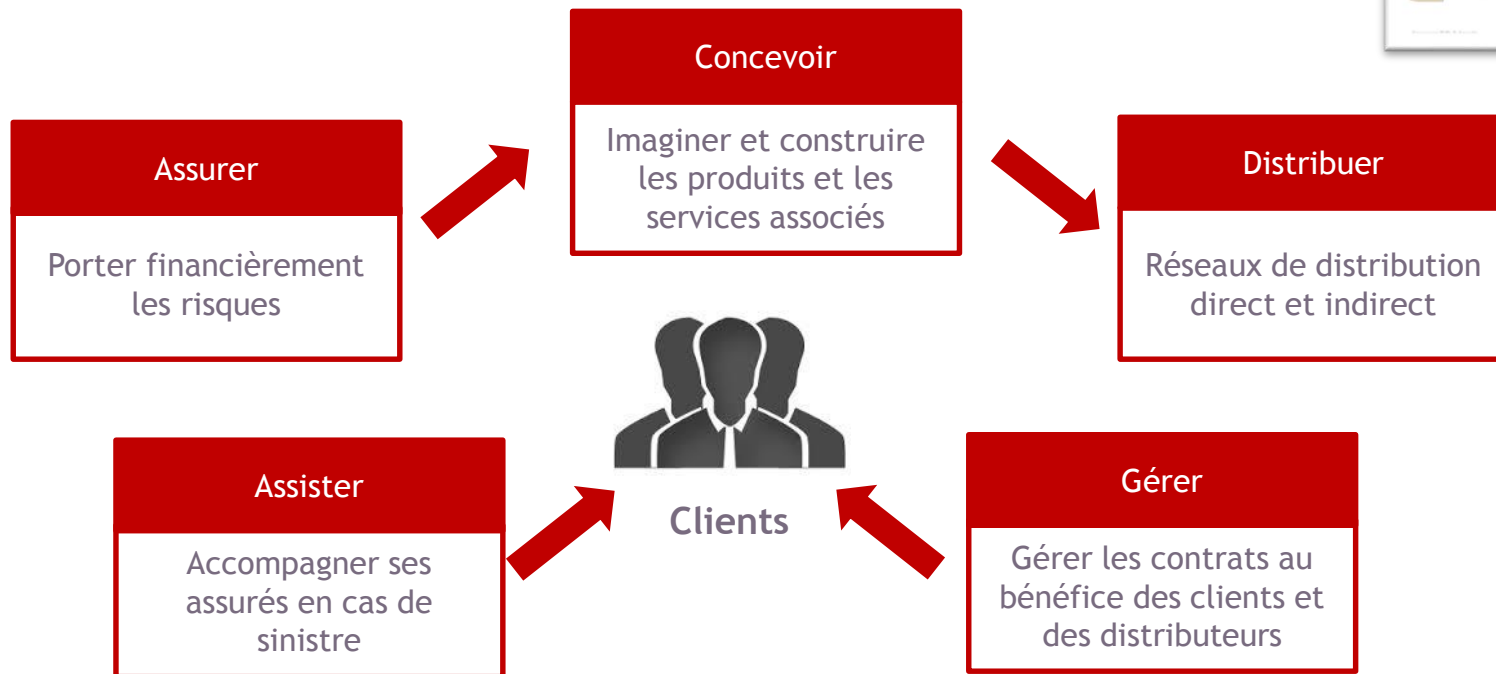 Concevoir
Imaginer et construire
les produits et les
services associés
Assurer
Porter financièrement
les risques
Distribuer
Réseaux de distribution
direct et indirect
Clients
Assister
Accompagner ses
assurés en cas de
sinistre
Gérer
Gérer les contrats au
bénéfice des clients et
des distributeurs